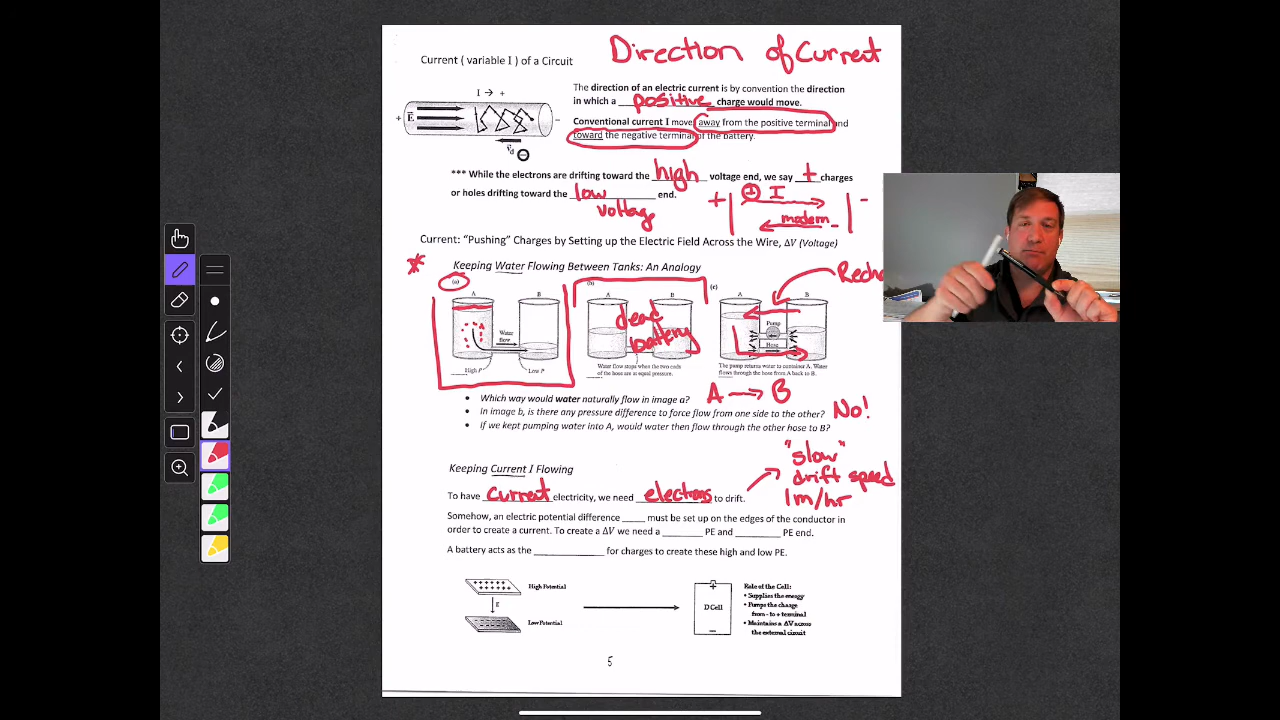 Direction of Current
Current ( variable I ) of a Circuit
I → +
E
+
−
The direction of an electric current is by convention the direction
in which a positive charge would move.
Conventional current I moves away from the positive terminal and
toward the negative terminal of the battery.
*** While the electrons are drifting toward the high voltage end, we say + charges
or holes drifting toward the low end.
voltage
+ + I −
modern −
Current: "Pushing" Charges by Setting up the Electric Field Across the Wire, ΔV (Voltage)
* Keeping Water Flowing Between Tanks: An Analogy
(a)
A B
Water
flow
High P Low P
(b)
A B
dead
battery
Water flow stops when the two ends
of the hose are at equal pressure.
(c)
A B
Pump
Hose
The pump returns water to container A. Water
flows through the hose from A back to B.
• Which way would water naturally flow in image a? A → B
• In image b, is there any pressure difference to force flow from one side to the other? No!
• If we kept pumping water into A, would water then flow through the other hose to B?
Keeping Current I Flowing
To have current electricity, we need electrons to drift.
"slow"
drift speed
1m/hr
Somehow, an electric potential difference _____ must be set up on the edges of the conductor in
order to create a current. To create a ΔV we need a ________ PE and _________ PE end.
A battery acts as the ______________ for charges to create these high and low PE.
High Potential
E
Low Potential
+
D Cell
−
Role of the Cell:
• Supplies the energy
• Pumps the charge
from - to + terminal
• Maintains a ΔV across
the external circuit
5